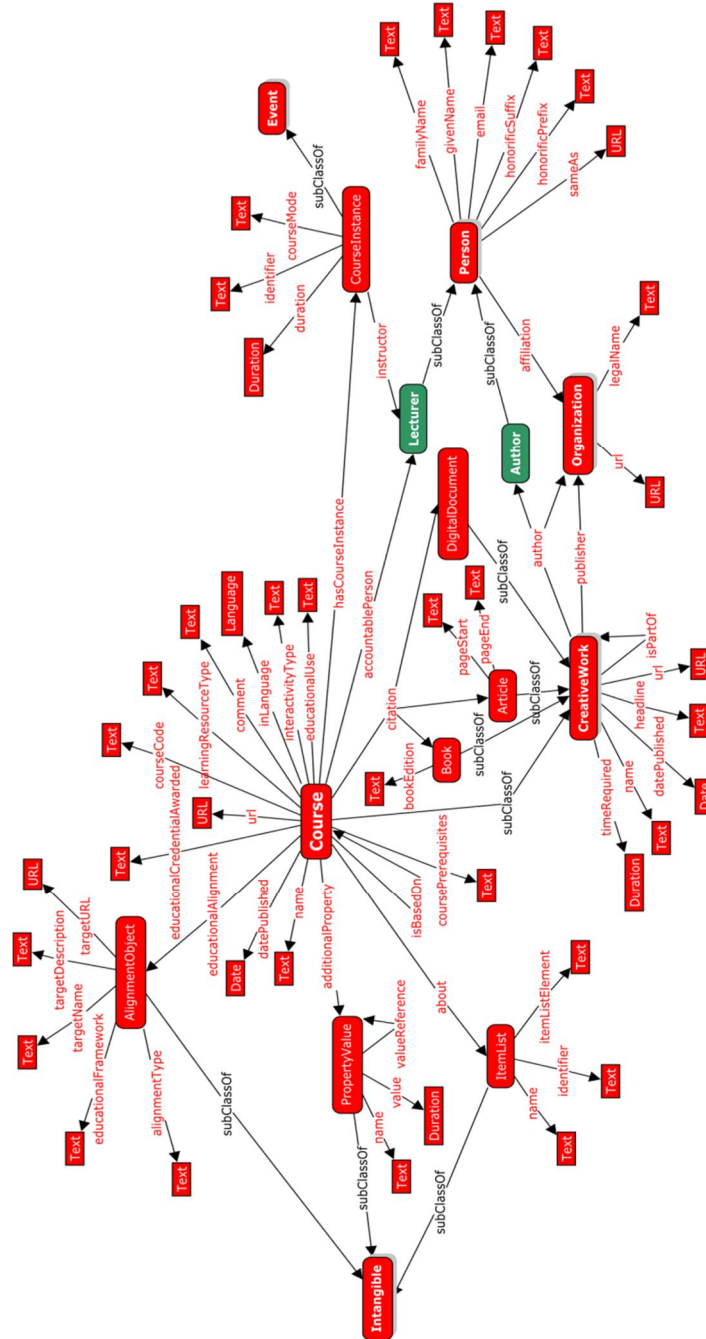 Text
URL
Text
targetDescription
targetURL
Text
targetName
Text
educationalFramework
Text
alignmentType
AlignmentObject
Text
Text
courseCode
Text
learningResourceType
Text
comment
Language
inLanguage
Text
interactivityType
Text
educationalUse
educationalCredentialAwarded
URL
url
educationalAlignment
Date
datePublished
Text
name
additionalProperty
Course
subClassOf
Intangible
subClassOf
subClassOf
PropertyValue
Text
name
Duration
value
valueReference
about
isBasedOn
coursePrerequisites
Text
ItemList
Text
name
Text
identifier
Text
itemListElement
hasCourseInstance
accountablePerson
citation
subClassOf
Duration
duration
Text
identifier
Text
courseMode
Event
subClassOf
CourseInstance
instructor
Lecturer
subClassOf
Text
bookEdition
Book
subClassOf
Text
pageStart
Text
pageEnd
Article
subClassOf
DigitalDocument
subClassOf
Author
subClassOf
author
publisher
CreativeWork
Duration
timeRequired
Text
name
Date
datePublished
Text
headline
URL
url
isPartOf
Person
Text
familyName
Text
givenName
Text
email
Text
honorificSuffix
Text
honorificPrefix
URL
sameAs
affiliation
Organization
URL
url
Text
legalName